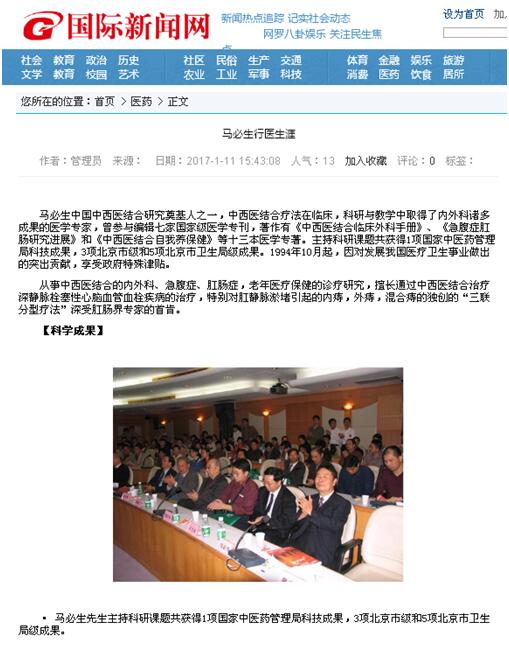 国际新闻网
新闻热点追踪 记实社会动态
网罗八卦娱乐 关注民生焦点
设为首页 加入
社会 教育 政治 历史 社区 民俗 生产 交通 体育 金融 娱乐 旅游
文学 教育 校园 艺术 农业 工业 军事 科技 消费 医药 饮食 居所
您所在的位置：首页 > 医药 > 正文
马必生行医生涯
作者：管理员 来源： 日期：2017-1-11 15:43:08 人气：13 加入收藏 评论：0 标签：
马必生中国中西医结合研究奠基人之一，中西医结合疗法在临床，科研与教学中取得了内外科诸多
成果的医学专家，曾参与编辑七家国家级医学专刊，著作有《中西医结合临床外科手册》、《急腹症肛
肠研究进展》和《中西医结合自我养保健》等十三本医学专著。主持科研课题共获得1项国家中医药管理
局科技成果，3项北京市级和5项北京市卫生局级成果。1994年10月起，因对发展我国医疗卫生事业做出
的突出贡献，享受政府特殊津贴。
从事中西医结合的内外科、急腹症、肛肠症，老年医疗保健的诊疗研究，擅长通过中西医结合治疗
深静脉栓塞性心脑血管血栓疾病的治疗，特别对肛静脉淤堵引起的内痔，外痔，混合痔的独创的“三联
分型疗法”深受肛肠界专家的首肯。
【科学成果】
▪ 马必生先生主持科研课题共获得1项国家中医药管理局科技成果，3项北京市级和5项北京市卫生
局级成果。